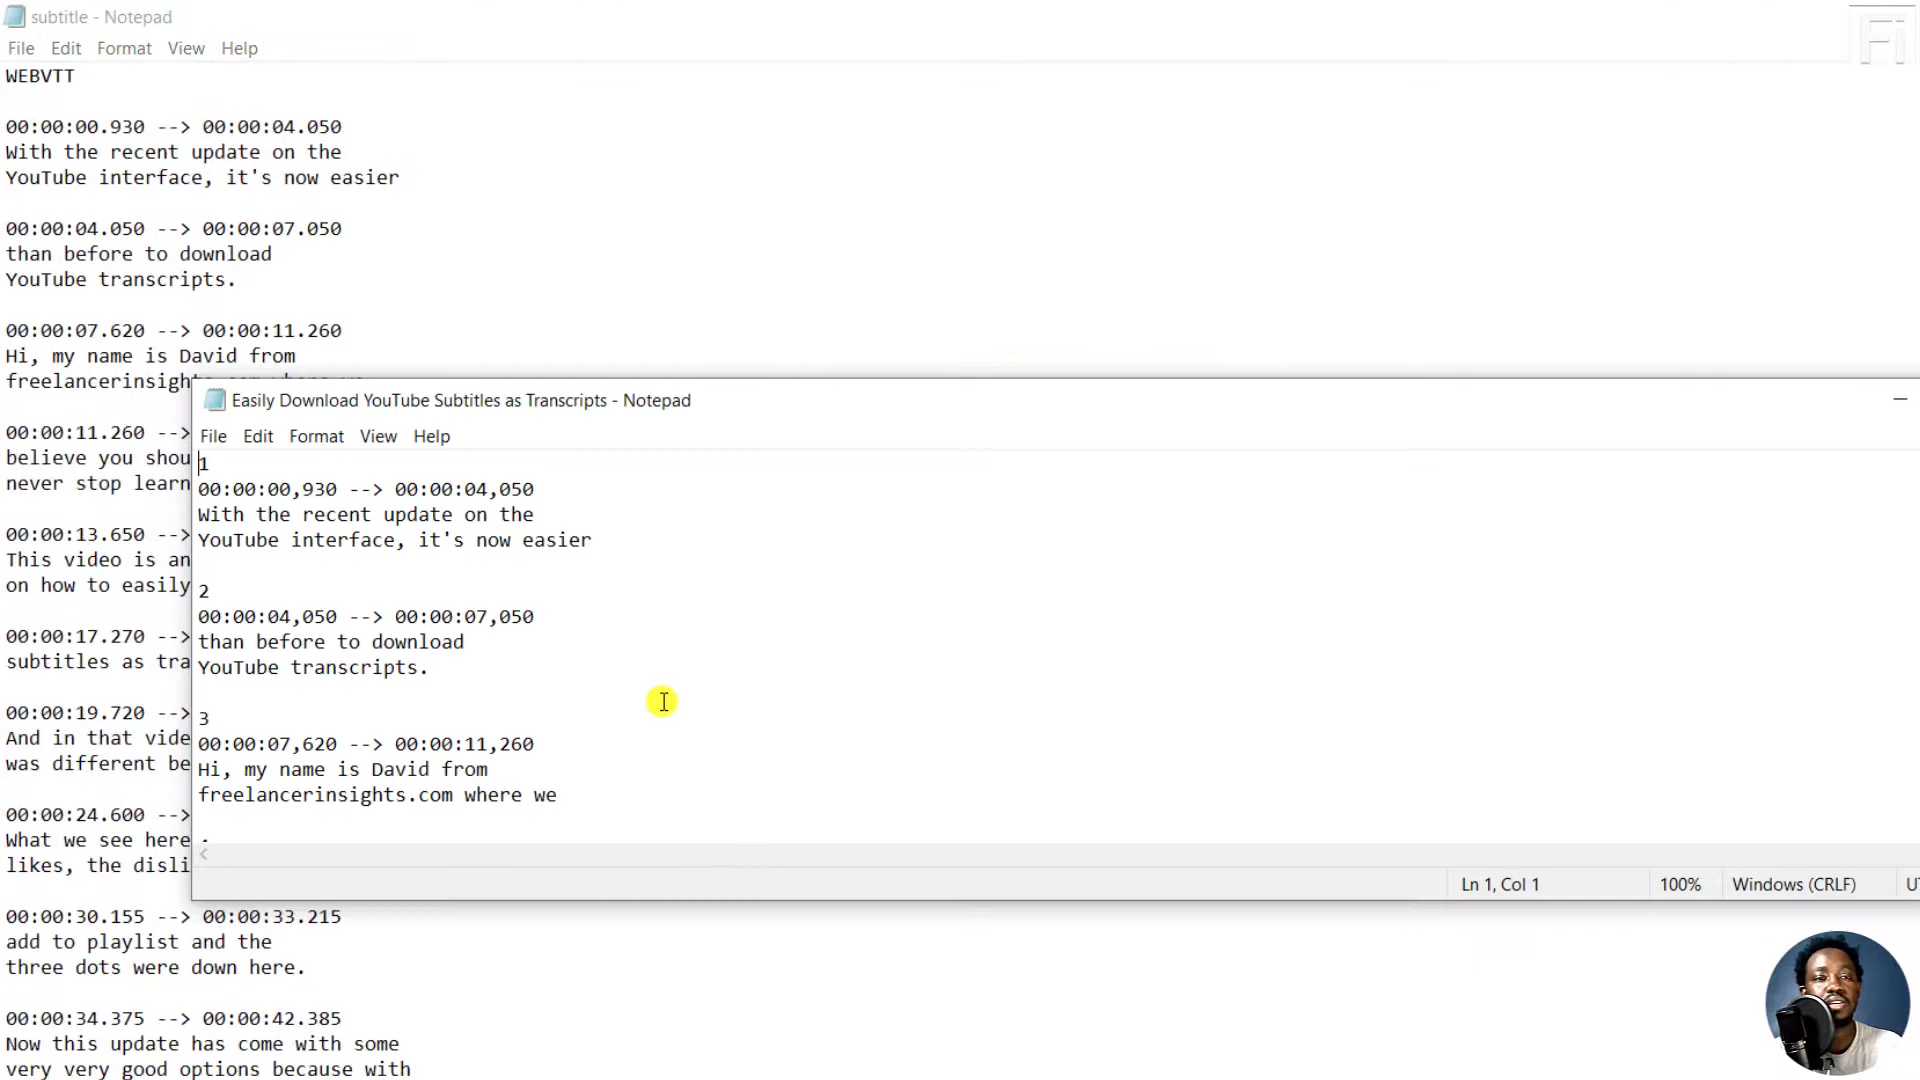 subtitle - Notepad
File Edit Format View Help
WEBVTT
00:00:00.930 --> 00:00:04.050
With the recent update on the
YouTube interface, it's now easier
00:00:04.050 --> 00:00:07.050
than before to download
YouTube transcripts.
00:00:07.620 --> 00:00:11.260
Hi, my name is David from
freelancerinsigh
00:00:11.260 -->
believe you shou
never stop learn
00:00:13.650 -->
This video is an
on how to easily
00:00:17.270 -->
subtitles as tra
00:00:19.720 -->
And in that vide
was different be
00:00:24.600 -->
What we see here
likes, the disli
00:00:30.155 --> 00:00:33.215
add to playlist and the
three dots were down here.
00:00:34.375 --> 00:00:42.385
Now this update has come with some
very very good options because with
Easily Download YouTube Subtitles as Transcripts - Notepad
File Edit Format View Help
1
00:00:00,930 --> 00:00:04,050
With the recent update on the
YouTube interface, it's now easier
2
00:00:04,050 --> 00:00:07,050
than before to download
YouTube transcripts.
3
00:00:07,620 --> 00:00:11,260
Hi, my name is David from
freelancerinsights.com where we
Ln 1, Col 1 100% Windows (CRLF) UT
Fi